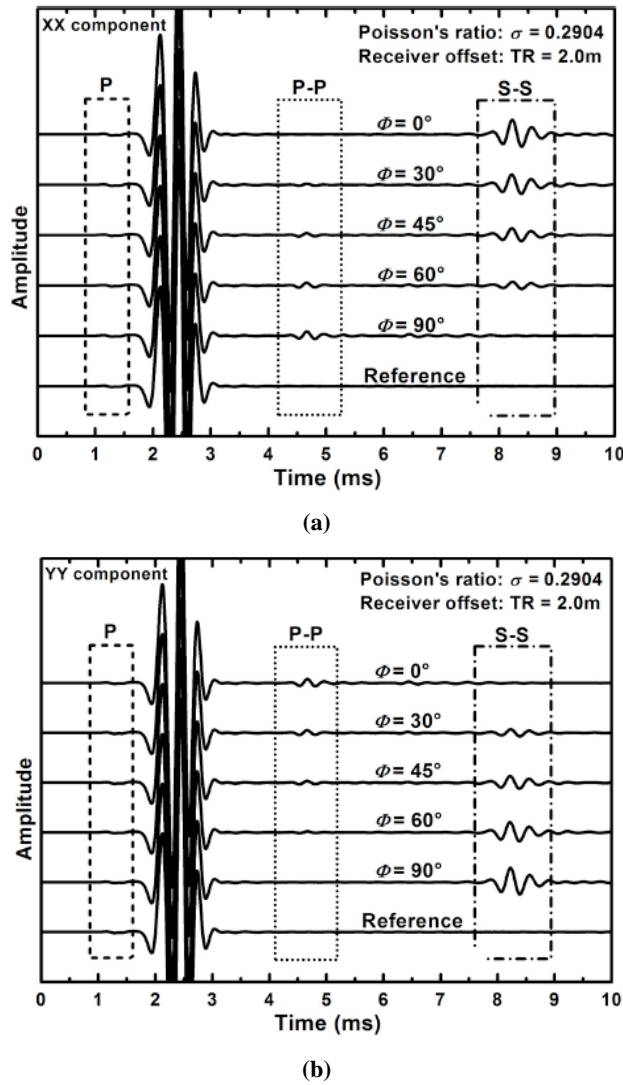 XX component
Poisson's ratio: σ = 0.2904
Receiver offset: TR = 2.0m
P
P-P
S-S
Φ = 0°
Φ = 30°
Φ = 45°
Φ = 60°
Φ = 90°
Reference
Amplitude
0 1 2 3 4 5 6 7 8 9 10
Time (ms)
(a)
YY component
Poisson's ratio: σ = 0.2904
Receiver offset: TR = 2.0m
P
P-P
S-S
Φ = 0°
Φ = 30°
Φ = 45°
Φ = 60°
Φ = 90°
Reference
Amplitude
0 1 2 3 4 5 6 7 8 9 10
Time (ms)
(b)